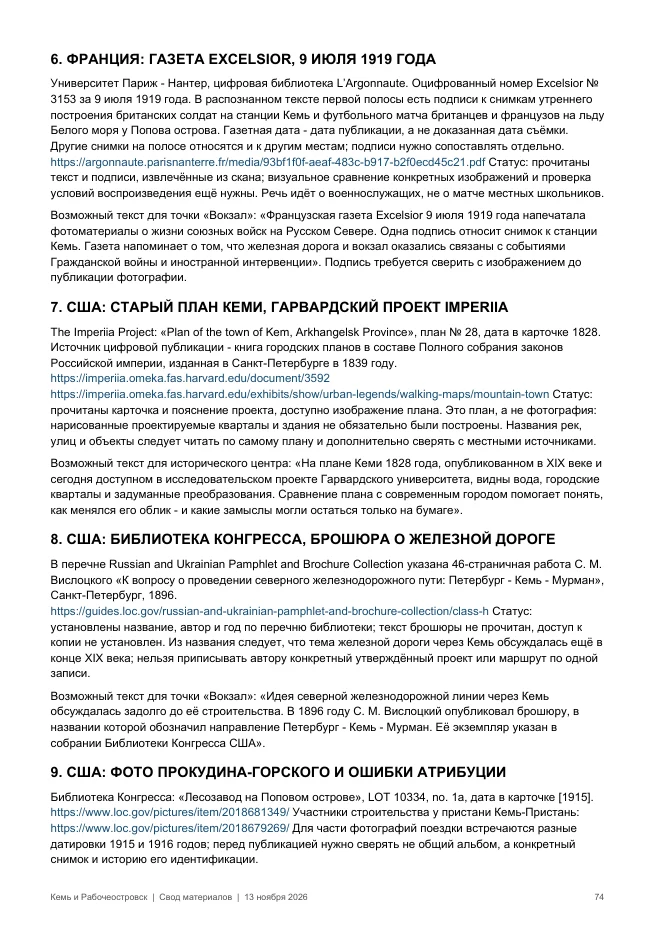 6. ФРАНЦИЯ: ГАЗЕТА EXCELSIOR, 9 ИЮЛЯ 1919 ГОДА
Университет Париж - Нантер, цифровая библиотека L’Argonnaute. Оцифрованный номер Excelsior №
3153 за 9 июля 1919 года. В распознанном тексте первой полосы есть подписи к снимкам утреннего
построения британских солдат на станции Кемь и футбольного матча британцев и французов на льду
Белого моря у Попова острова. Газетная дата - дата публикации, а не доказанная дата съёмки.
Другие снимки на полосе относятся и к другим местам; подписи нужно сопоставлять отдельно.
https://argonnaute.parisnanterre.fr/media/93bf1f0f-aeaf-483c-b917-b2f0ecd45c21.pdf Статус: прочитаны
текст и подписи, извлечённые из скана; визуальное сравнение конкретных изображений и проверка
условий воспроизведения ещё нужны. Речь идёт о военнослужащих, не о матче местных школьников.
Возможный текст для точки «Вокзал»: «Французская газета Excelsior 9 июля 1919 года напечатала
фотоматериалы о жизни союзных войск на Русском Севере. Одна подпись относит снимок к станции
Кемь. Газета напоминает о том, что железная дорога и вокзал оказались связаны с событиями
Гражданской войны и иностранной интервенции». Подпись требуется сверить с изображением до
публикации фотографии.
7. США: СТАРЫЙ ПЛАН КЕМИ, ГАРВАРДСКИЙ ПРОЕКТ IMPERIIA
The Imperiia Project: «Plan of the town of Kem, Arkhangelsk Province», план № 28, дата в карточке 1828.
Источник цифровой публикации - книга городских планов в составе Полного собрания законов
Российской империи, изданная в Санкт-Петербурге в 1839 году.
https://imperiia.omeka.fas.harvard.edu/document/3592
https://imperiia.omeka.fas.harvard.edu/exhibits/show/urban-legends/walking-maps/mountain-town Статус:
прочитаны карточка и пояснение проекта, доступно изображение плана. Это план, а не фотография:
нарисованные проектируемые кварталы и здания не обязательно были построены. Названия рек,
улиц и объекты следует читать по самому плану и дополнительно сверять с местными источниками.
Возможный текст для исторического центра: «На плане Кеми 1828 года, опубликованном в XIX веке и
сегодня доступном в исследовательском проекте Гарвардского университета, видны вода, городские
кварталы и задуманные преобразования. Сравнение плана с современным городом помогает понять,
как менялся его облик - и какие замыслы могли остаться только на бумаге».
8. США: БИБЛИОТЕКА КОНГРЕССА, БРОШЮРА О ЖЕЛЕЗНОЙ ДОРОГЕ
В перечне Russian and Ukrainian Pamphlet and Brochure Collection указана 46-страничная работа С. М.
Вислоцкого «К вопросу о проведении северного железнодорожного пути: Петербург - Кемь - Мурман»,
Санкт-Петербург, 1896.
https://guides.loc.gov/russian-and-ukrainian-pamphlet-and-brochure-collection/class-h Статус:
установлены название, автор и год по перечню библиотеки; текст брошюры не прочитан, доступ к
копии не установлен. Из названия следует, что тема железной дороги через Кемь обсуждалась ещё в
конце XIX века; нельзя приписывать автору конкретный утверждённый проект или маршрут по одной
записи.
Возможный текст для точки «Вокзал»: «Идея северной железнодорожной линии через Кемь
обсуждалась задолго до её строительства. В 1896 году С. М. Вислоцкий опубликовал брошюру, в
названии которой обозначил направление Петербург - Кемь - Мурман. Её экземпляр указан в
собрании Библиотеки Конгресса США».
9. США: ФОТО ПРОКУДИНА-ГОРСКОГО И ОШИБКИ АТРИБУЦИИ
Библиотека Конгресса: «Лесозавод на Поповом острове», LOT 10334, no. 1a, дата в карточке [1915].
https://www.loc.gov/pictures/item/2018681349/ Участники строительства у пристани Кемь-Пристань:
https://www.loc.gov/pictures/item/2018679269/ Для части фотографий поездки встречаются разные
датировки 1915 и 1916 годов; перед публикацией нужно сверять не общий альбом, а конкретный
снимок и историю его идентификации.
Кемь и Рабочеостровск | Свод материалов | 13 ноября 2026 74